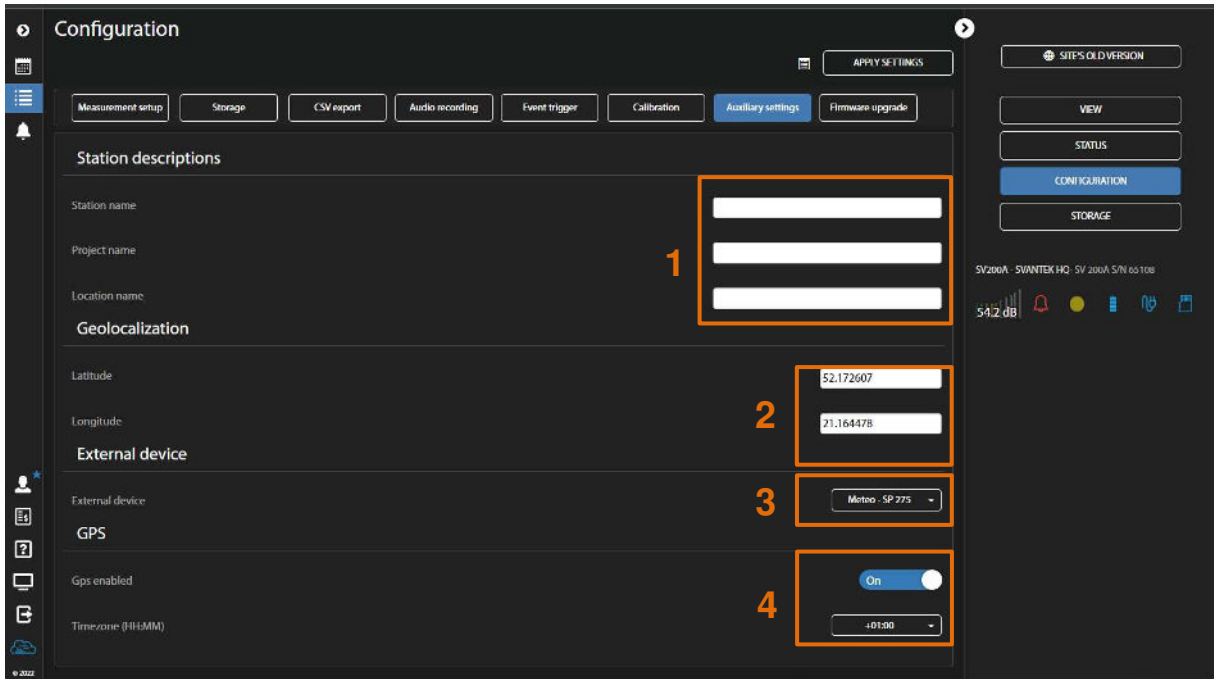 Configuration
APPLY SETTINGS
Measurement setup
Storage
CSV export
Audio recording
Event trigger
Calibration
Auxiliary settings
Firmware upgrade
Station descriptions
Station name
Project name
Location name
1
Geolocalization
Latitude
52.172607
Longitude
21.164478
2
External device
External device
Meteo - SP 275
3
GPS
Gps enabled
On
Timezone (HH:MM)
+01:00
4
© 2022
SITE'S OLD VERSION
VIEW
STATUS
CONFIGURATION
STORAGE
SV200A - SVANTEK HQ- SV 200A S/N 65108
54.2 dB